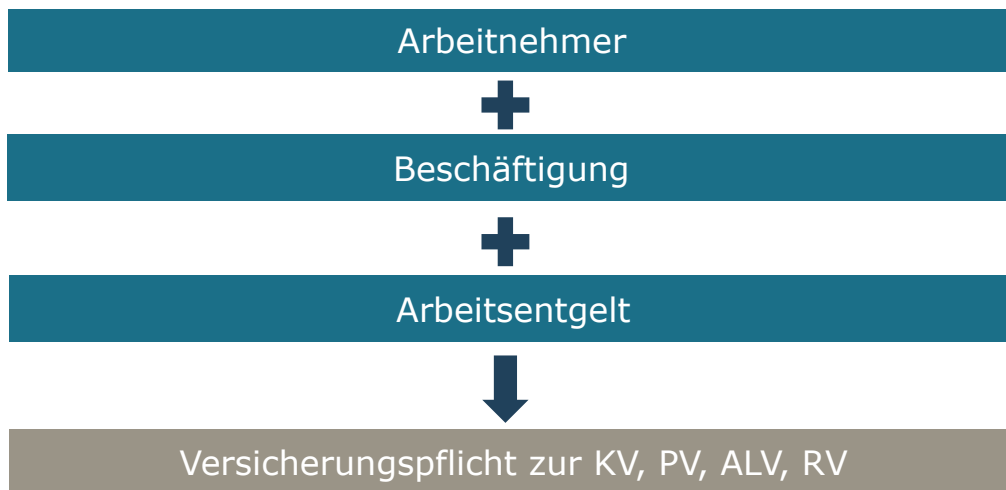 Arbeitnehmer
Beschäftigung
Arbeitsentgelt
Versicherungspflicht zur KV, PV, ALV, RV